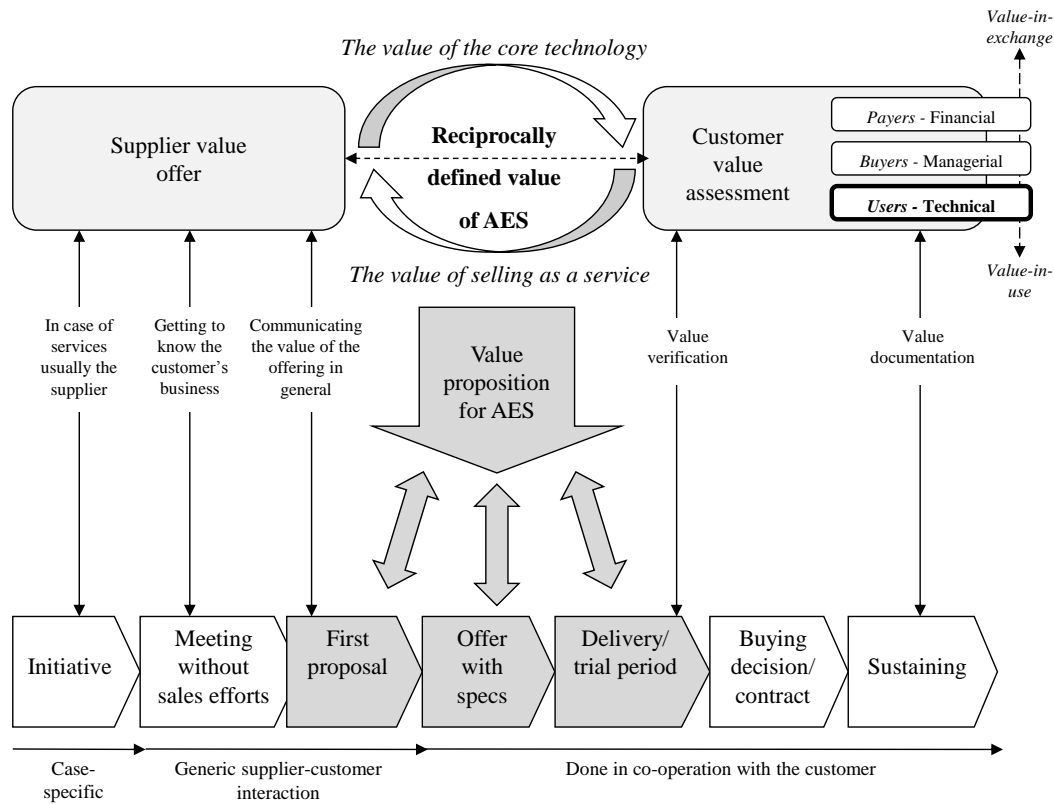 Value-in-
exchange
The value of the core technology
Supplier value
offer
Reciprocally
defined value
of AES
Customer
value
assessment
Payers - Financial
Buyers - Managerial
Users - Technical
The value of selling as a service
Value-in-
use
In case of
services
usually the
supplier
Getting to
know the
customer’s
business
Communicating
the value of the
offering in
general
Value
proposition
for AES
Value
verification
Value
documentation
Initiative
Meeting
without
sales efforts
First
proposal
Offer
with
specs
Delivery/
trial period
Buying
decision/
contract
Sustaining
Case-
specific
Generic supplier-customer
interaction
Done in co-operation with the customer